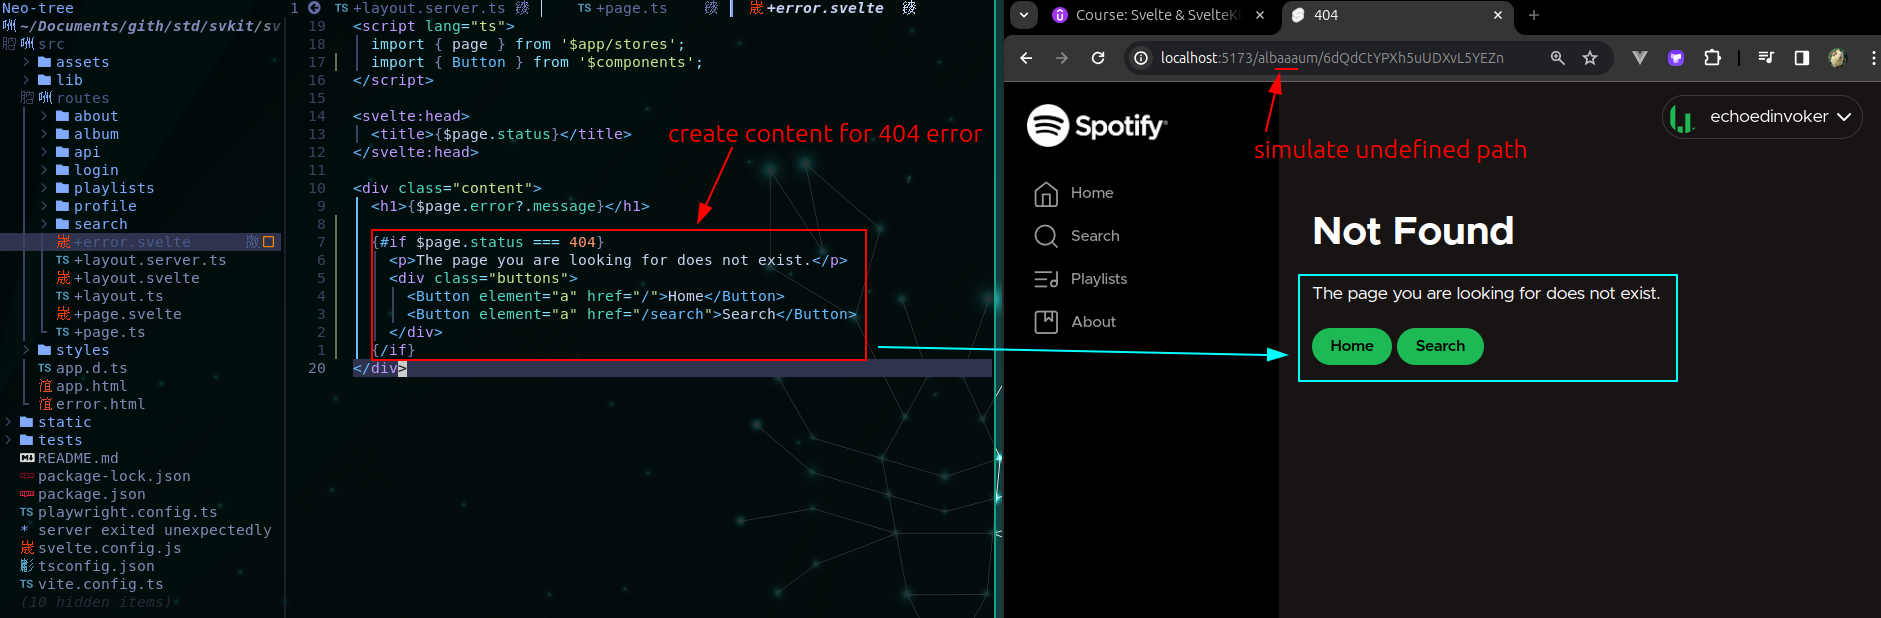 Neo-tree
~/Documents/gith/std/svkit/sv
src
assets
lib
routes
about
album
api
login
playlists
profile
search
+error.svelte
+layout.server.ts
+layout.svelte
+layout.ts
+page.svelte
+page.ts
styles
app.d.ts
app.html
error.html
static
tests
README.md
package-lock.json
package.json
playwright.config.ts
* server exited unexpectedly
svelte.config.js
tsconfig.json
vite.config.ts
(10 hidden items)
1 TS +layout.server.ts TS +page.ts +error.svelte
19 <script lang="ts">
18 import { page } from '$app/stores';
17 import { Button } from '$components';
16 </script>
15
14 <svelte:head>
13 <title>{$page.status}</title>
12 </svelte:head>
11
10 <div class="content">
9 <h1>{$page.error?.message}</h1>
8
7 {#if $page.status === 404}
6 <p>The page you are looking for does not exist.</p>
5 <div class="buttons">
4 <Button element="a" href="/">Home</Button>
3 <Button element="a" href="/search">Search</Button>
2 </div>
1 {/if}
20 </div>
create content for 404 error
Course: Svelte & SvelteKi
404
localhost:5173/albaaaum/6dQdCtYPXh5uUDXvL5YEZn
simulate undefined path
Spotify
echoedinvoker
Home
Search
Playlists
About
Not Found
The page you are looking for does not exist.
Home
Search